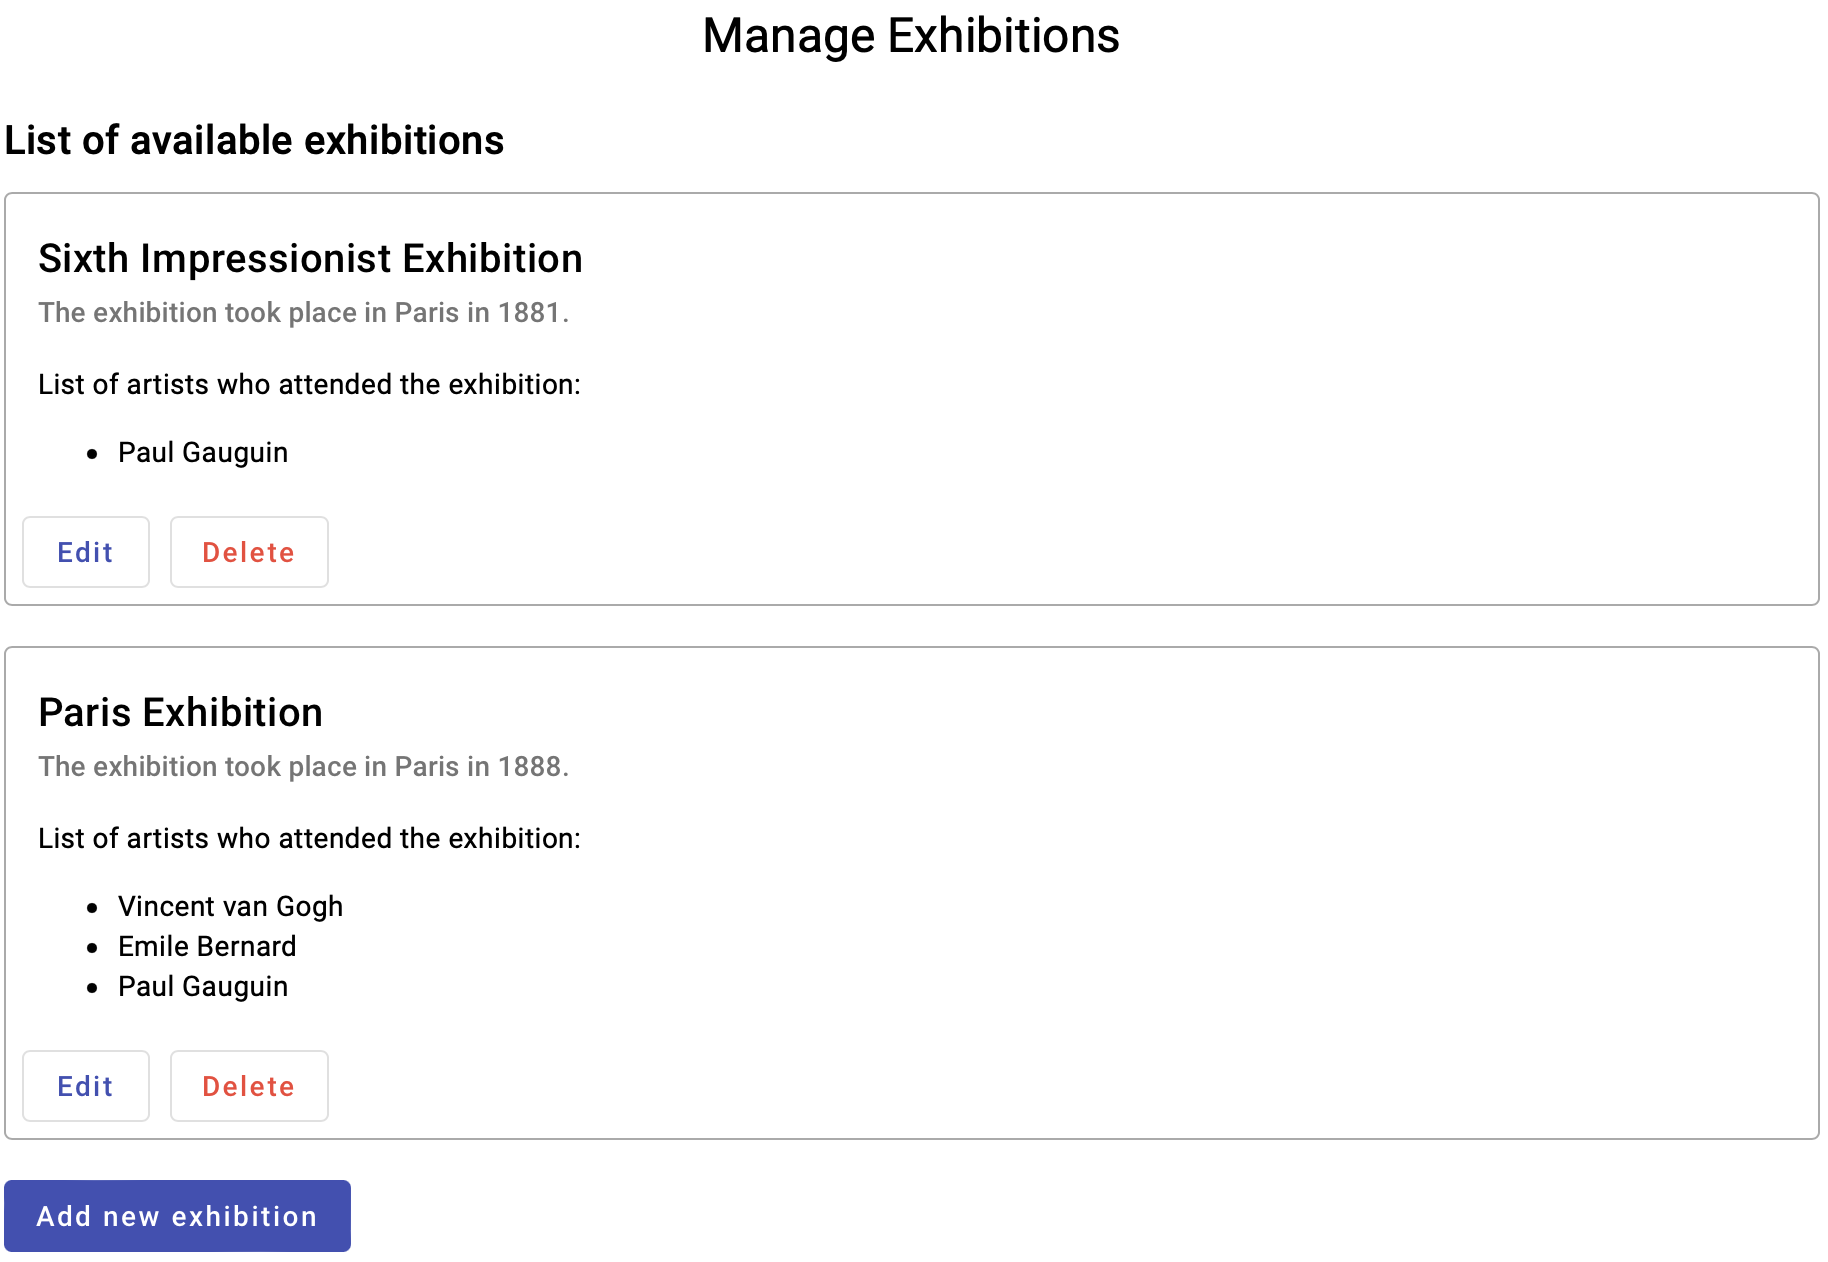 Manage Exhibitions
List of available exhibitions
Sixth Impressionist Exhibition
The exhibition took place in Paris in 1881.
List of artists who attended the exhibition:
• Paul Gauguin
Edit Delete
Paris Exhibition
The exhibition took place in Paris in 1888.
List of artists who attended the exhibition:
• Vincent van Gogh
• Emile Bernard
• Paul Gauguin
Edit Delete
Add new exhibition